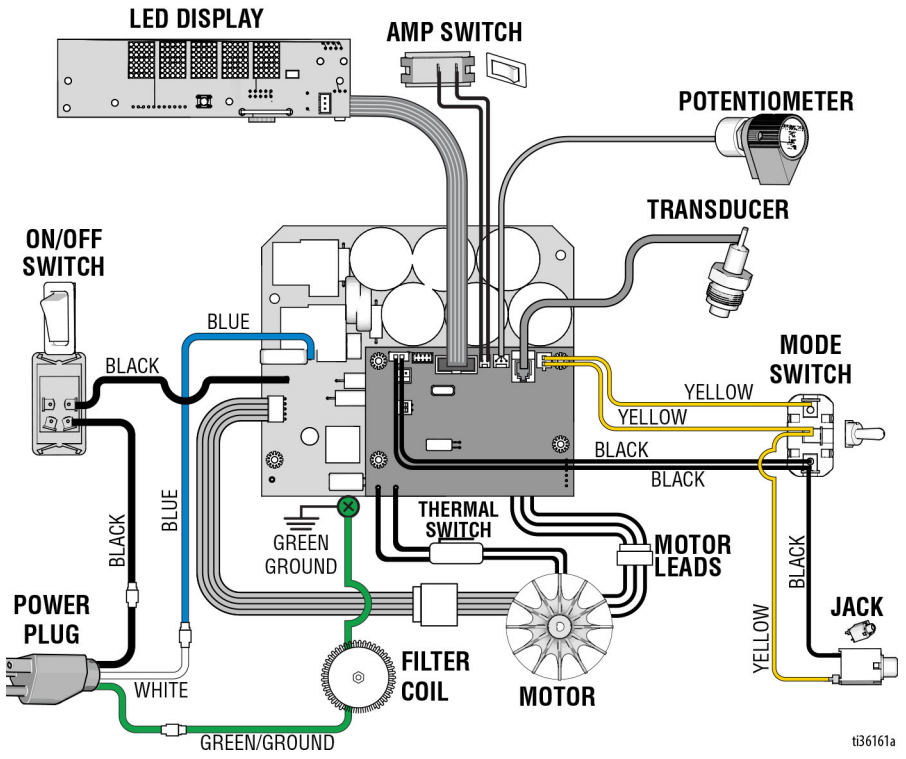 LED DISPLAY
AMP SWITCH
POTENTIOMETER
TRANSDUCER
ON/OFF
SWITCH
BLUE
BLACK
MODE
SWITCH
YELLOW
YELLOW
BLACK
BLACK
BLACK
BLUE
THERMAL
SWITCH
GREEN
GROUND
MOTOR
LEADS
BLACK
POWER
PLUG
JACK
YELLOW
WHITE
FILTER
COIL
MOTOR
GREEN/GROUND
ti36161a